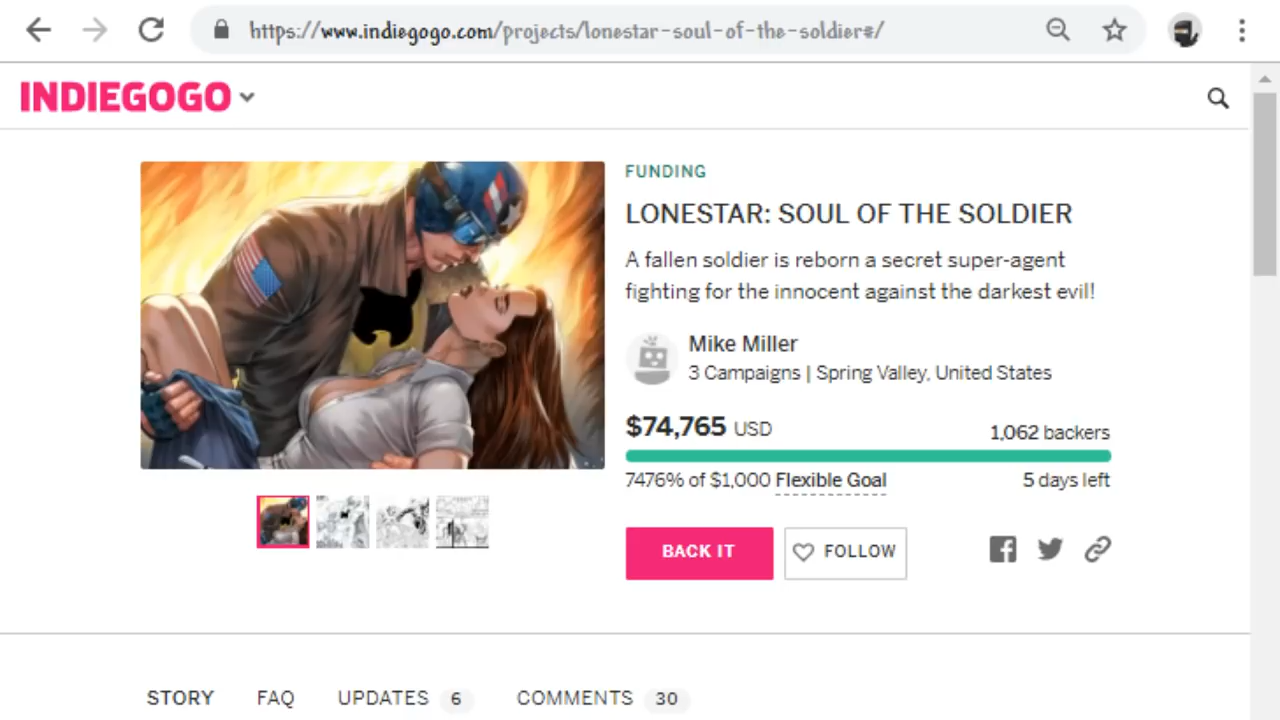 https://www.indiegogo.com/projects/lonestar-soul-of-the-soldier#/
INDIEGOGO
FUNDING
LONESTAR: SOUL OF THE SOLDIER
A fallen soldier is reborn a secret super-agent
fighting for the innocent against the darkest evil!
Mike Miller
3 Campaigns | Spring Valley, United States
$74,765 USD
1,062 backers
7476% of $1,000 Flexible Goal
5 days left
BACK IT
FOLLOW
STORY FAQ UPDATES 6 COMMENTS 30